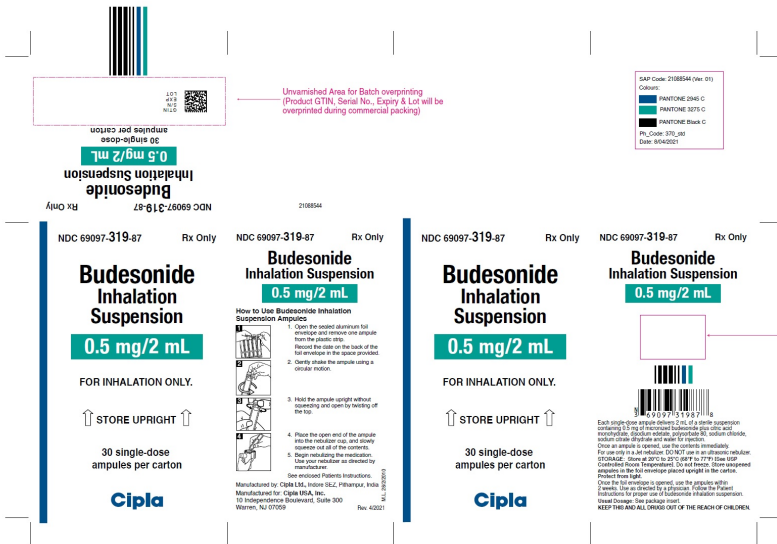 GTIN
S/N
EXP
LOT
Unvarnished Area for Batch overprinting
(Product GTIN, Serial No., Expiry & Lot will be
overprinted during commercial packing)
SAP Code: 21088544 (Ver. 01)
Colours:
PANTONE 2945 C
PANTONE 3275 C
PANTONE Black C
Ph_Code: 370_std
Date: 8/04/2021
NDC 69097-319-87 Rx Only
Budesonide
Inhalation Suspension
0.5 mg/2 mL
30 single-dose
ampules per carton
21088544
NDC 69097-319-87 Rx Only
Budesonide
Inhalation
Suspension
0.5 mg/2 mL
FOR INHALATION ONLY.
⇧ STORE UPRIGHT ⇧
30 single-dose
ampules per carton
Cipla
NDC 69097-319-87 Rx Only
Budesonide
Inhalation Suspension
0.5 mg/2 mL
How to Use Budesonide Inhalation
Suspension Ampules
1
1. Open the sealed aluminum foil
envelope and remove one ampule
from the plastic strip.
Record the date on the back of the
foil envelope in the space provided.
2
2. Gently shake the ampule using a
circular motion.
3
3. Hold the ampule upright without
squeezing and open by twisting off
the top.
4
4. Place the open end of the ampule
into the nebulizer cup, and slowly
squeeze out all of the contents.
5. Begin nebulizing the medication.
Use your nebulizer as directed by
manufacturer.
See enclosed Patients Instructions.
Manufactured by: Cipla Ltd., Indore SEZ, Pithampur, India
Manufactured for: Cipla USA, Inc.
10 Independence Boulevard, Suite 300
Warren, NJ 07059
Rev. 4/2021
NDC 69097-319-87 Rx Only
Budesonide
Inhalation
Suspension
0.5 mg/2 mL
FOR INHALATION ONLY.
⇧ STORE UPRIGHT ⇧
30 single-dose
ampules per carton
Cipla
NDC 69097-319-87 Rx Only
Budesonide
Inhalation Suspension
0.5 mg/2 mL
69097 31987 8
Each single-dose ampule delivers 2 mL of a sterile suspension
containing 0.5 mg of micronized budesonide plus citric acid
monohydrate, disodium edetate, polysorbate 80, sodium chloride,
sodium citrate dihydrate and water for injection.
Once an ampule is opened, use the contents immediately.
For use only in a Jet nebulizer. DO NOT use in an ultrasonic nebulizer.
STORAGE: Store at 20°C to 25°C (68°F to 77°F) [See USP
Controlled Room Temperature]. Do not freeze. Store unopened
ampules in the foil envelope placed upright in the carton.
Protect from light.
Once the foil envelope is opened, use the ampules within
2 weeks. Use as directed by a physician. Follow the Patient
Instructions for proper use of budesonide inhalation suspension.
Usual Dosage: See package insert.
KEEP THIS AND ALL DRUGS OUT OF THE REACH OF CHILDREN.